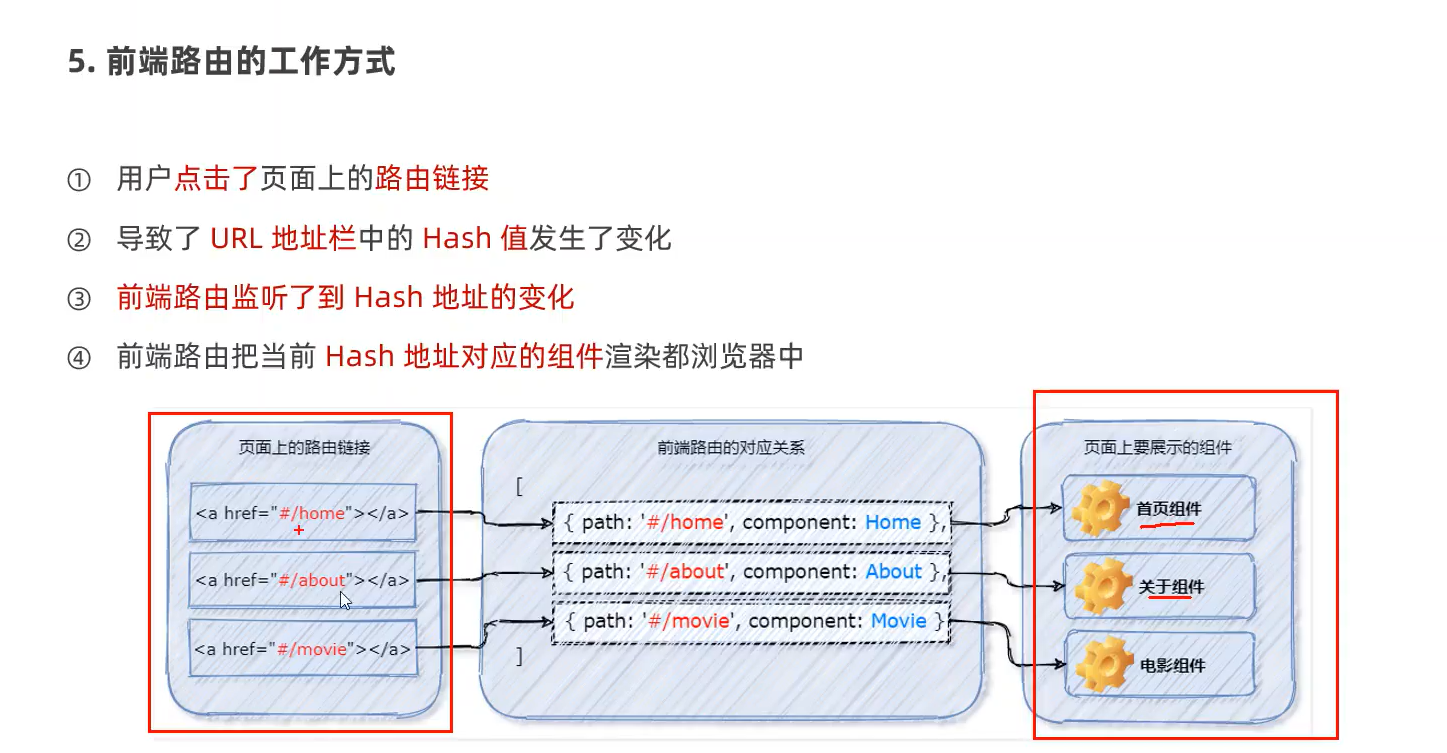 5. 前端路由的工作方式
① 用户点击了页面上的路由链接
② 导致了 URL 地址栏中的 Hash 值发生了变化
③ 前端路由监听了到 Hash 地址的变化
④ 前端路由把当前 Hash 地址对应的组件渲染都浏览器中
页面上的路由链接
<a href="#/home"></a>
<a href="#/about"></a>
<a href="#/movie"></a>
前端路由的对应关系
[
{ path: '#/home', component: Home },
{ path: '#/about', component: About },
{ path: '#/movie', component: Movie }
]
页面上要展示的组件
首页组件
关于组件
电影组件